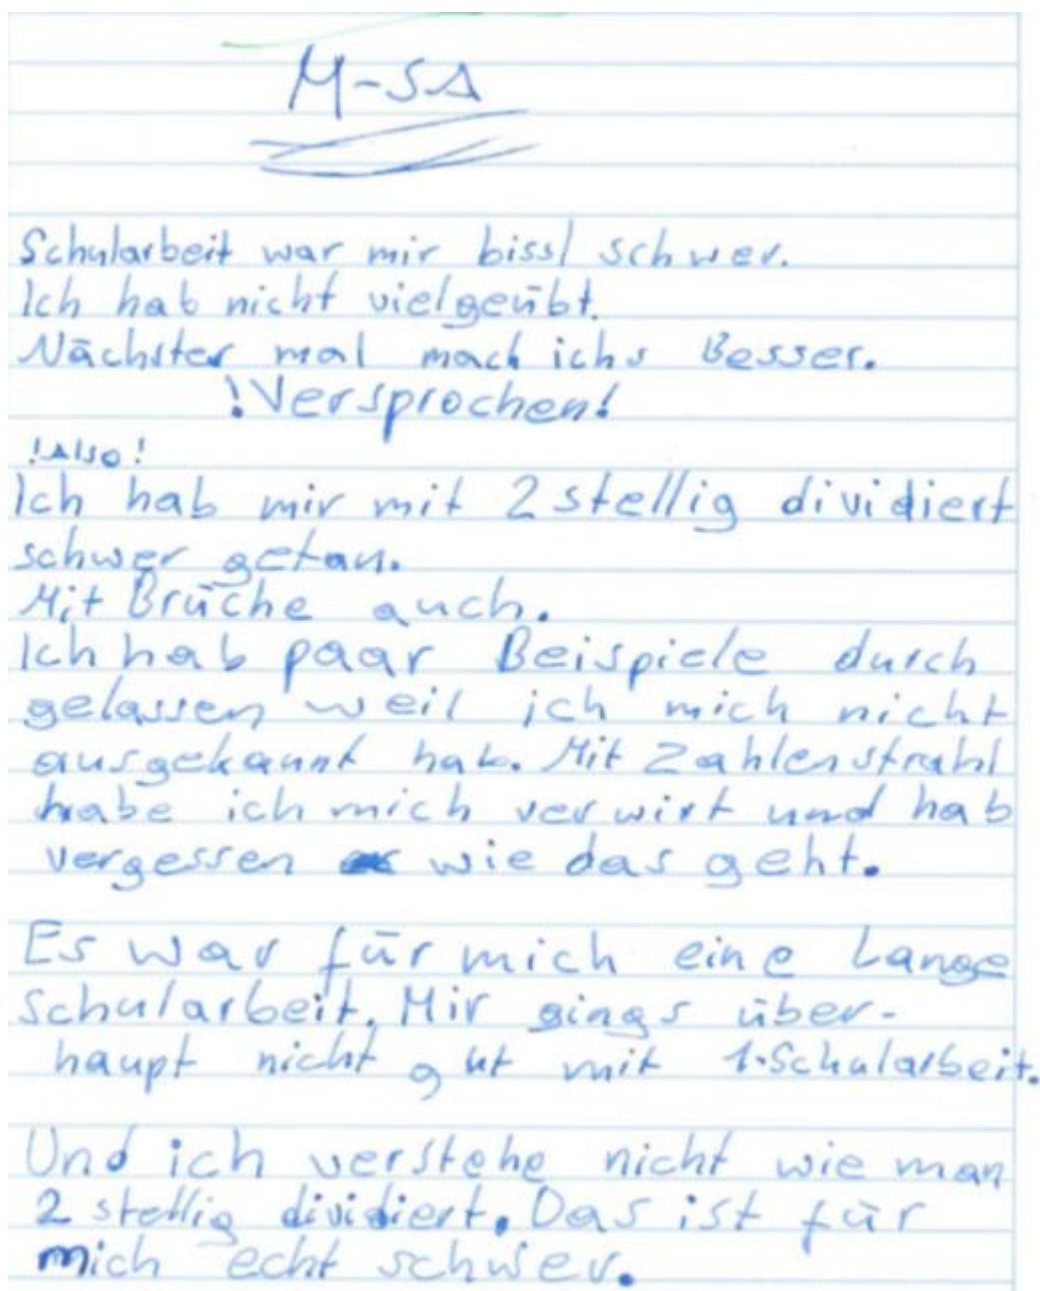 M-SA
Schularbeit war mir bissl schwer.
Ich hab nicht vielgeübt.
Nächster mal mach ichs Besser.
!Versprochen!
!Also!
Ich hab mir mit 2 stellig dividiert
schwer getan.
Mit Brüche auch.
Ich hab paar Beispiele durch
gelassen weil ich mich nicht
ausgekannt hab. Mit Zahlenstrahl
habe ich mich verwirt und hab
vergessen wie das geht.
Es war für mich eine Lange
Schularbeit. Mir gings über-
haupt nicht gut mit 1. Schularbeit.
Und ich verstehe nicht wie man
2 stellig dividiert. Das ist für
mich echt schwer.